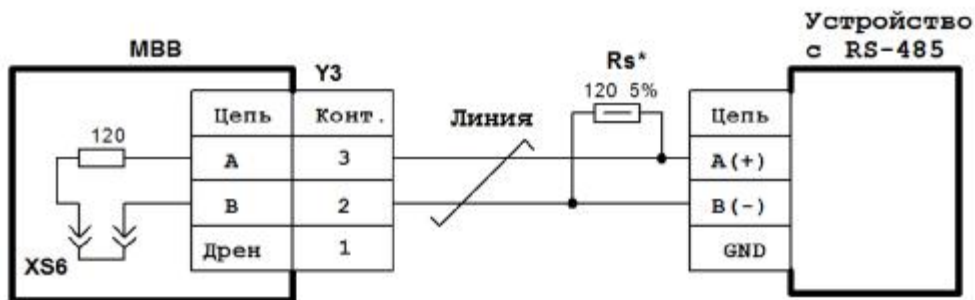 Устройство
с RS-485
МВВ
Y3
Rs*
120 5%
Цепь Конт. Линия Цепь
120
A 3 A(+)
B 2 B(-)
Дрен 1 GND
XS6